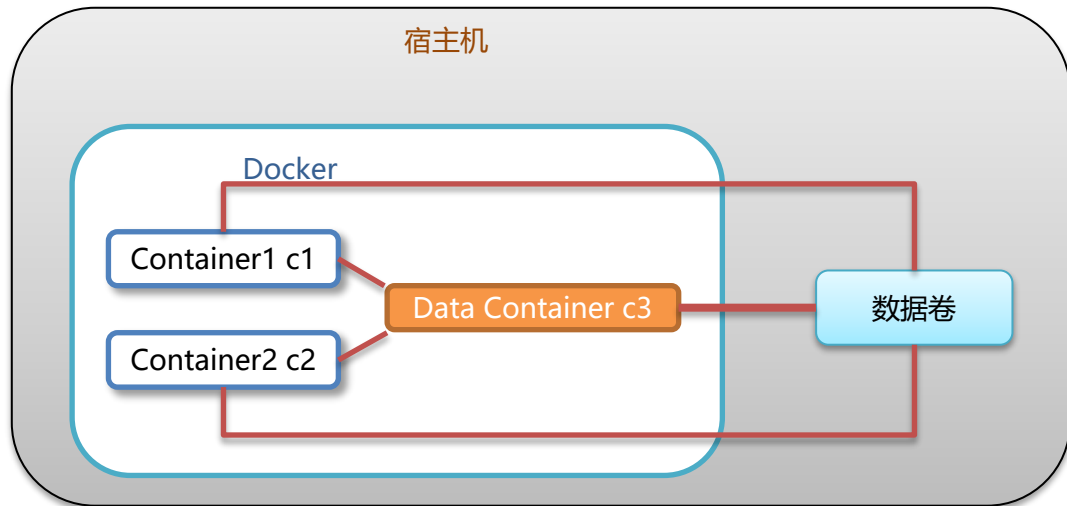 宿主机
Docker
Container1 c1
Data Container c3
数据卷
Container2 c2